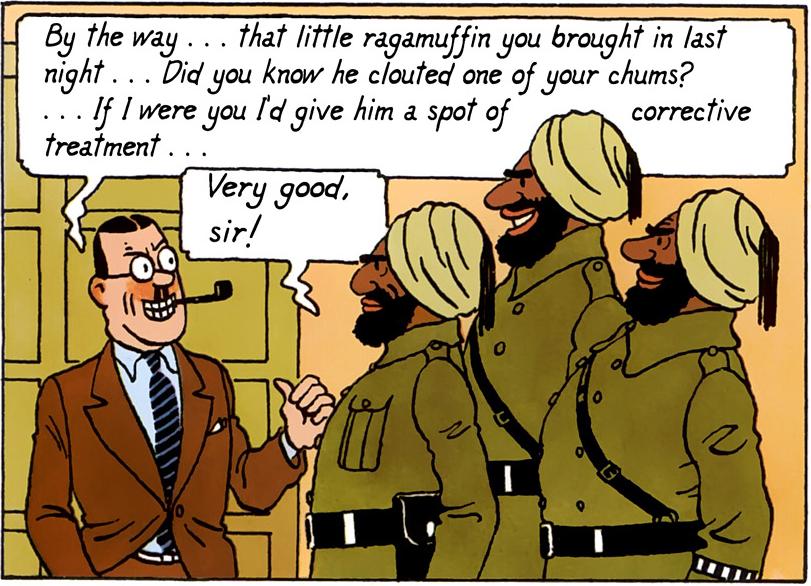 By the way . . . that little ragamuffin you brought in last
night . . . Did you know he clouted one of your chums?
. . . If I were you I'd give him a spot of corrective
treatment . . .
Very good,
sir!